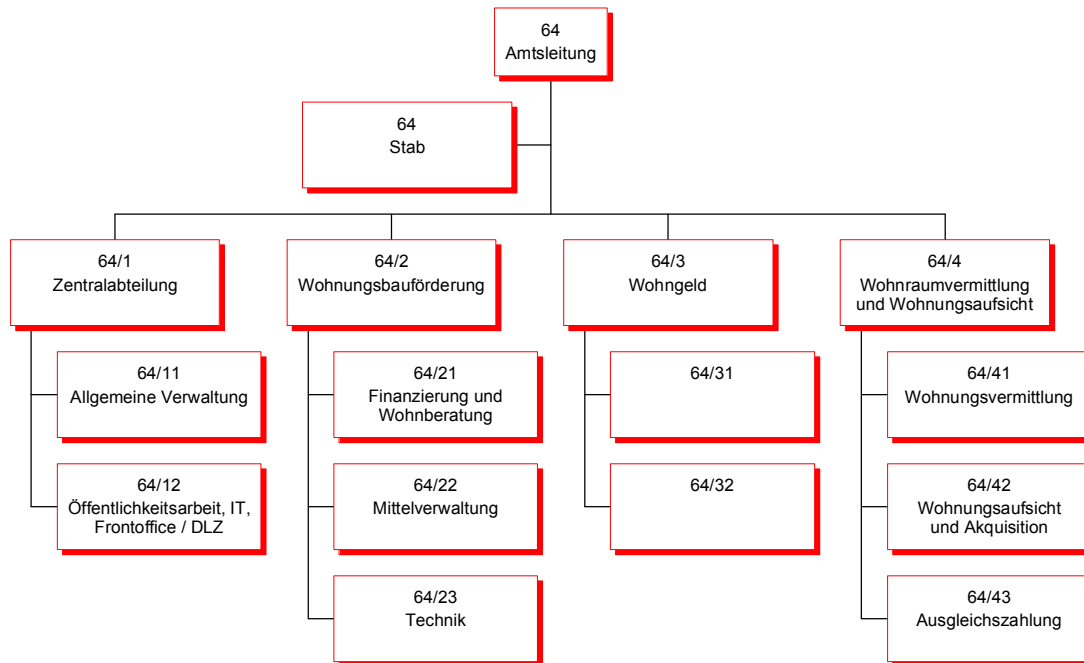 64
Amtsleitung
64
Stab
64/1
Zentralabteilung
64/2
Wohnungsbauförderung
64/3
Wohngeld
64/4
Wohnraumvermittlung
und Wohnungsaufsicht
64/11
Allgemeine Verwaltung
64/21
Finanzierung und
Wohnberatung
64/31
64/41
Wohnungsvermittlung
64/12
Öffentlichkeitsarbeit, IT,
Frontoffice / DLZ
64/22
Mittelverwaltung
64/32
64/42
Wohnungsaufsicht
und Akquisition
64/23
Technik
64/43
Ausgleichszahlung